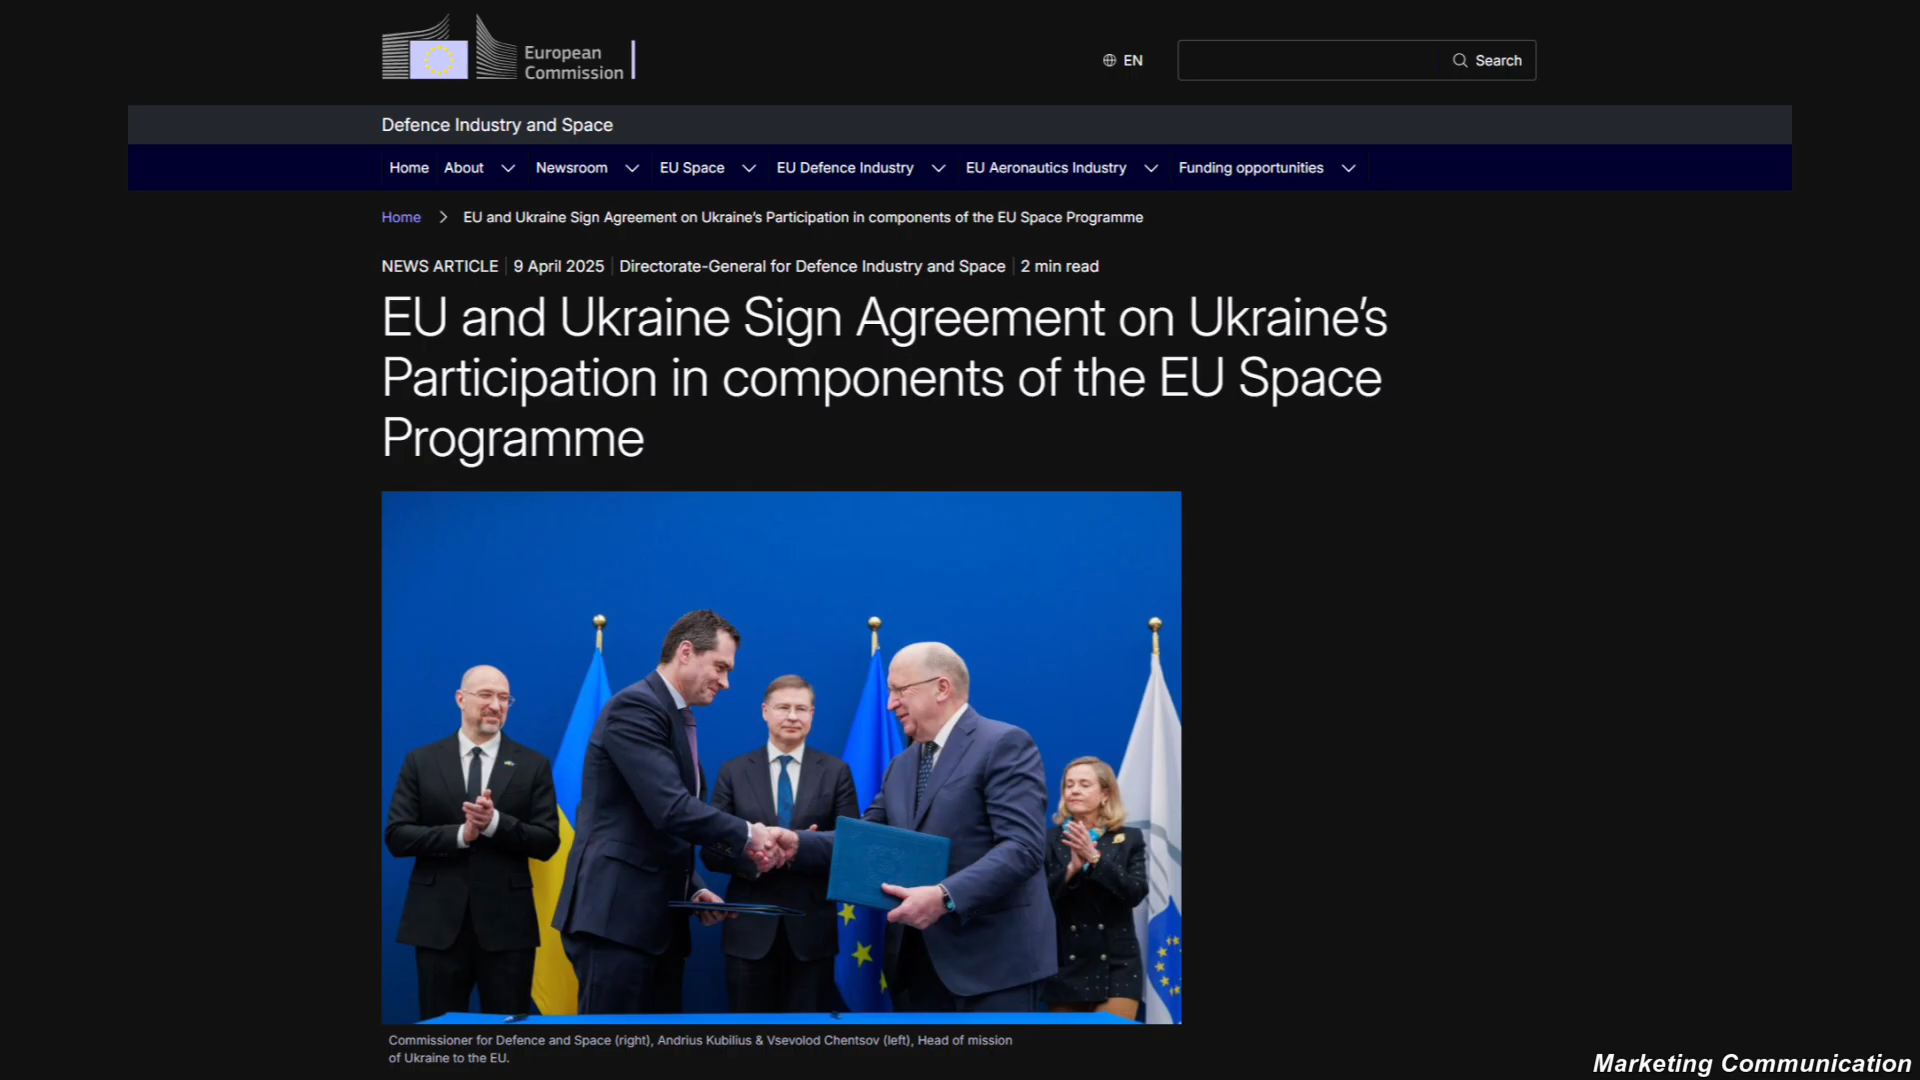 European
Commission
EN
Search
Defence Industry and Space
Home About Newsroom EU Space EU Defence Industry EU Aeronautics Industry Funding opportunities
Home > EU and Ukraine Sign Agreement on Ukraine’s Participation in components of the EU Space Programme
NEWS ARTICLE | 9 April 2025 | Directorate-General for Defence Industry and Space | 2 min read
EU and Ukraine Sign Agreement on Ukraine’s
Participation in components of the EU Space
Programme
Commissioner for Defence and Space (right), Andrius Kubilius & Vsevolod Chentsov (left), Head of mission
of Ukraine to the EU.
Marketing Communication